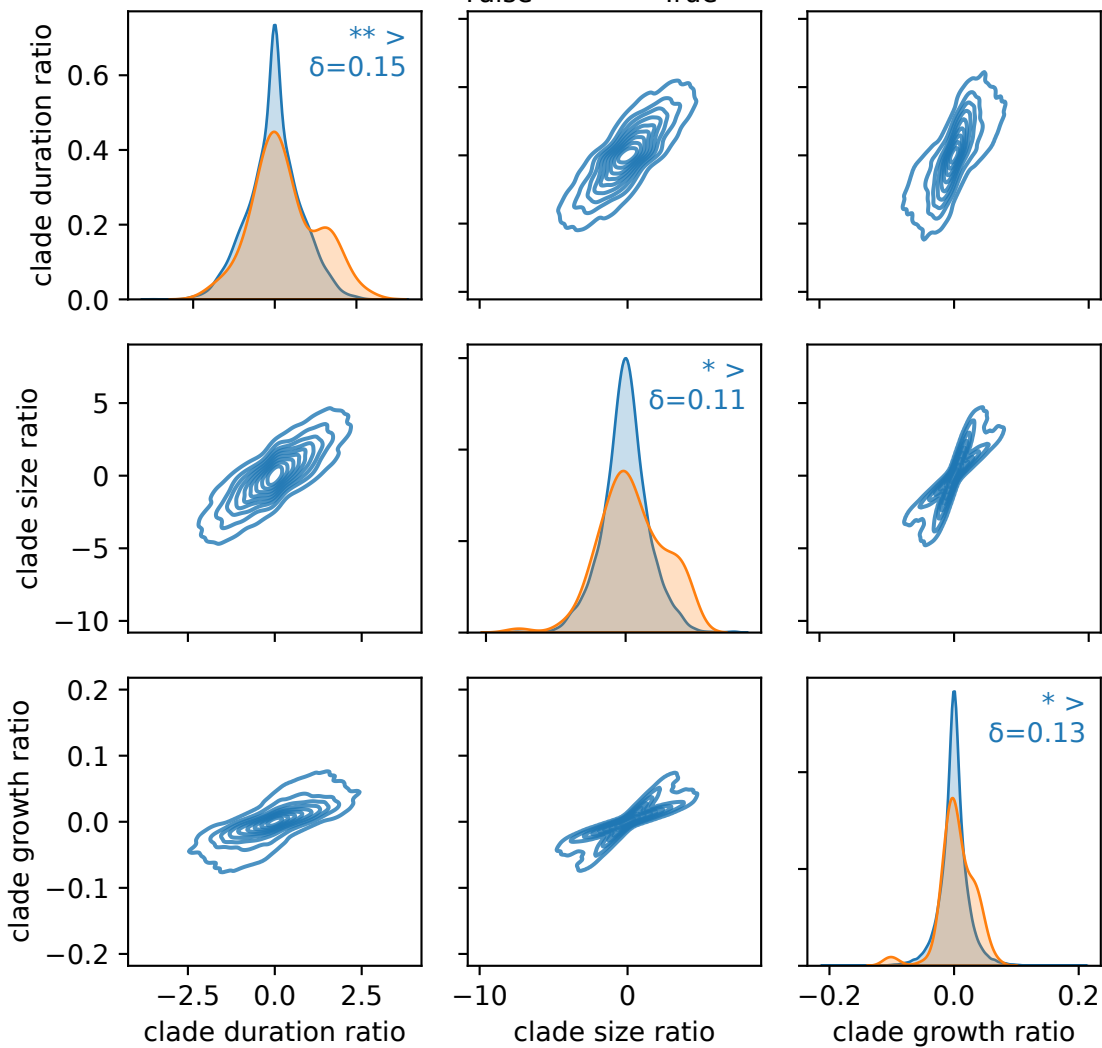 True
clade duration ratio
0.6
0.4
0.2
0.0
** >
δ=0.15
clade size ratio
5
0
−5
−10
* >
δ=0.11
clade growth ratio
0.2
0.1
0.0
−0.1
−0.2
* >
δ=0.13
−2.5 0.0 2.5
−10 0
−0.2 0.0 0.2
clade duration ratio
clade size ratio
clade growth ratio